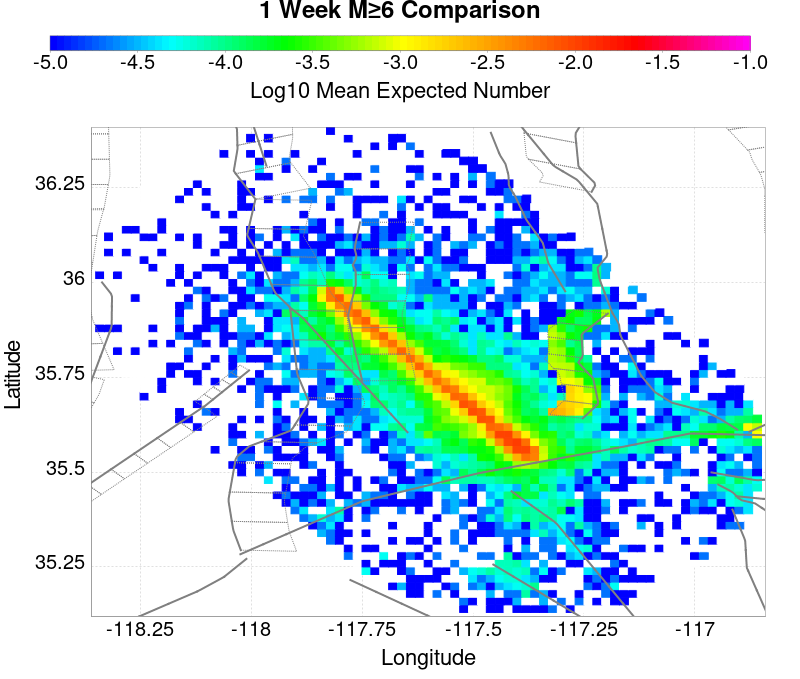 1 Week M≥6 Comparison
-5.0 -4.5 -4.0 -3.5 -3.0 -2.5 -2.0 -1.5 -1.0
Log10 Mean Expected Number
36.25
36
35.75
35.5
35.25
Latitude
-118.25 -118 -117.75 -117.5 -117.25 -117
Longitude